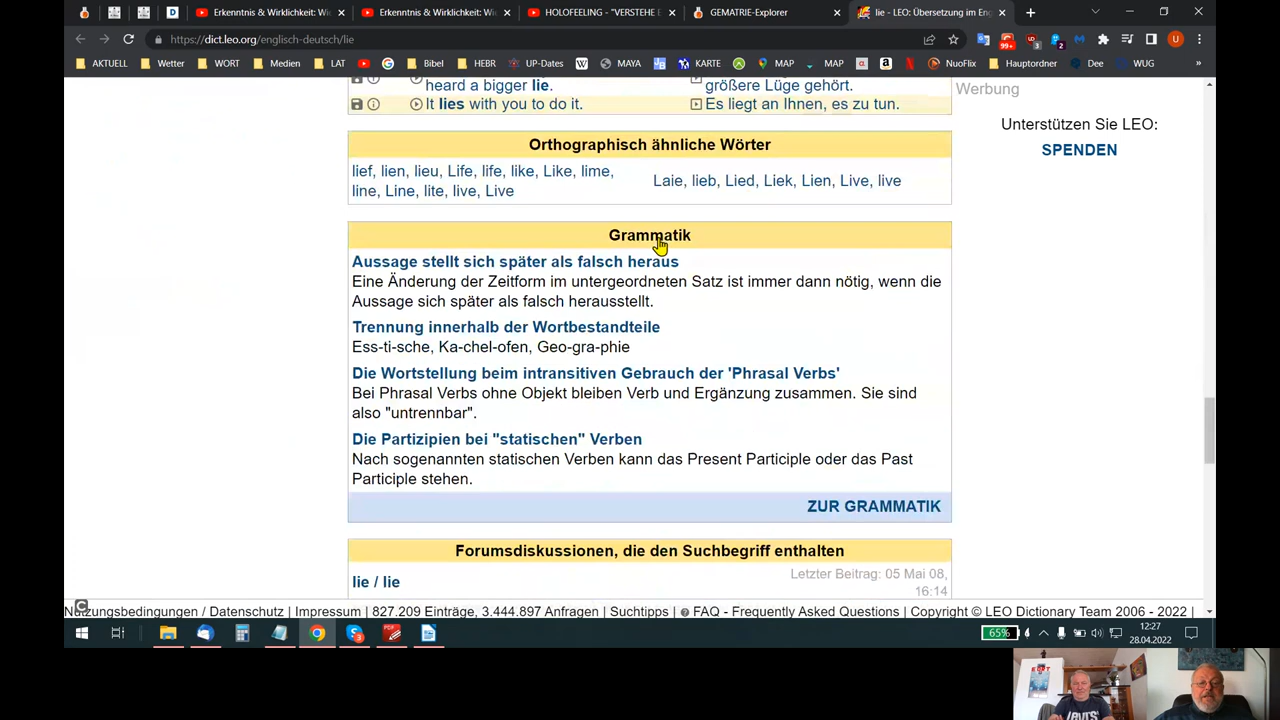 Erkenntnis & Wirklichkeit: Wi
Erkenntnis & Wirklichkeit: Wi
HOLOFEELING - "VERSTEHE E
GEMATRIE-Explorer
lie - LEO: Übersetzung im Eng
https://dict.leo.org/englisch-deutsch/lie
99+
3
2
U
AKTUELL
Wetter
WORT
Medien
LAT
Bibel
HEBR
UP-Dates
MAYA
KARTE
MAP
MAP
NuoFlix
Hauptordner
Dee
WUG
»
heard a bigger lie.
größere Lüge gehört.
It lies with you to do it.
Es liegt an Ihnen, es zu tun.
Werbung
Unterstützen Sie LEO:
SPENDEN
Orthographisch ähnliche Wörter
lief, lien, lieu, Life, life, like, Like, lime,
line, Line, lite, live, Live
Laie, lieb, Lied, Liek, Lien, Live, live
Grammatik
Aussage stellt sich später als falsch heraus
Eine Änderung der Zeitform im untergeordneten Satz ist immer dann nötig, wenn die
Aussage sich später als falsch herausstellt.
Trennung innerhalb der Wortbestandteile
Ess-ti-sche, Ka-chel-ofen, Geo-gra-phie
Die Wortstellung beim intransitiven Gebrauch der 'Phrasal Verbs'
Bei Phrasal Verbs ohne Objekt bleiben Verb und Ergänzung zusammen. Sie sind
also "untrennbar".
Die Partizipien bei "statischen" Verben
Nach sogenannten statischen Verben kann das Present Participle oder das Past
Participle stehen.
ZUR GRAMMATIK
Forumsdiskussionen, die den Suchbegriff enthalten
lie / lie
Letzter Beitrag: 05 Mai 08,
16:14
Nutzungsbedingungen / Datenschutz | Impressum | 827.209 Einträge, 3.444.897 Anfragen | Suchtipps | FAQ - Frequently Asked Questions | Copyright © LEO Dictionary Team 2006 - 2022 |
65%
12:27
28.04.2022